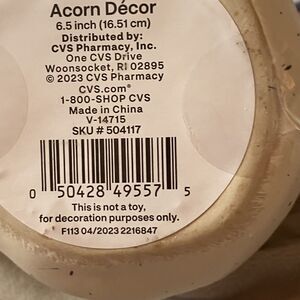 Acorn Décor
6.5 inch (16.51 cm)
Distributed by:
CVS Pharmacy, Inc.
One CVS Drive
Woonsocket, RI 02895
© 2023 CVS Pharmacy
CVS.com®
1-800-SHOP CVS
Made in China
V-14715
SKU # 504117
0 50428 49557 5
This is not a toy,
for decoration purposes only.
F113 04/2023 2216847